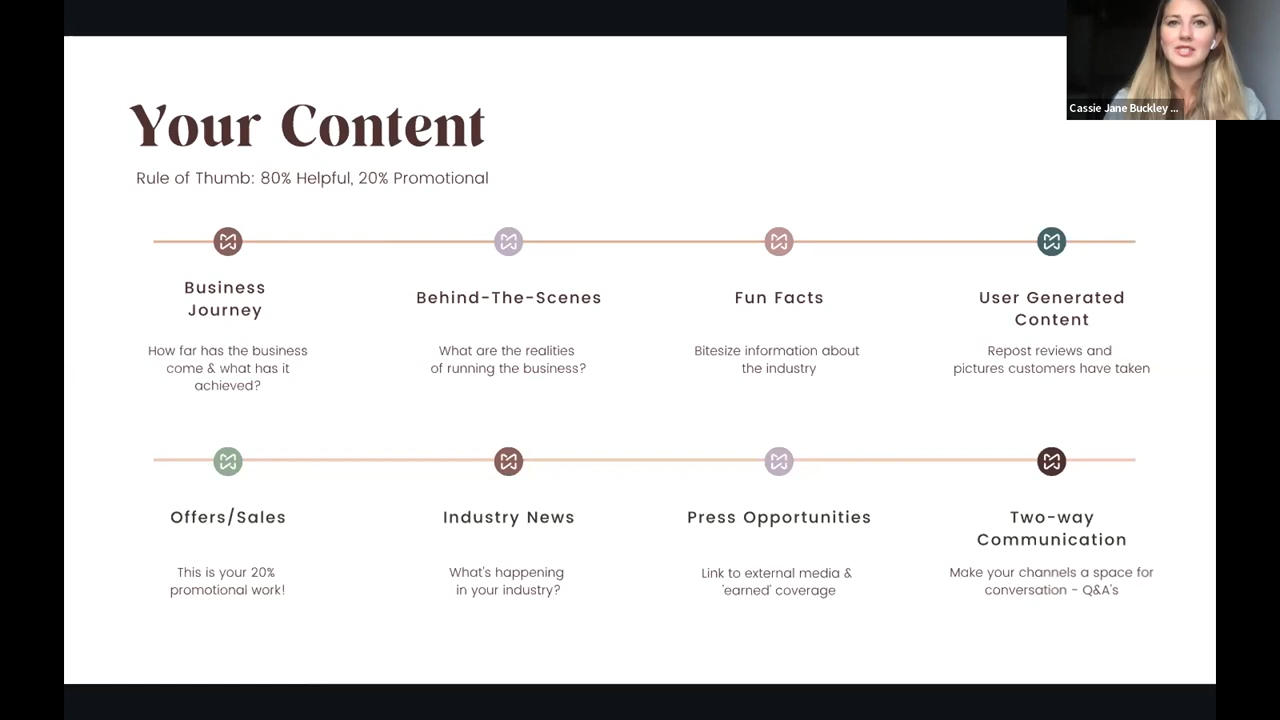 Cassie Jane Buckley ...
Your Content
Rule of Thumb: 80% Helpful, 20% Promotional
Business
Journey
How far has the business
come & what has it
achieved?
Behind-The-Scenes
What are the realities
of running the business?
Fun Facts
Bitesize information about
the industry
User Generated
Content
Repost reviews and
pictures customers have taken
Offers/Sales
This is your 20%
promotional work!
Industry News
What's happening
in your industry?
Press Opportunities
Link to external media &
'earned' coverage
Two-way
Communication
Make your channels a space for
conversation - Q&A's